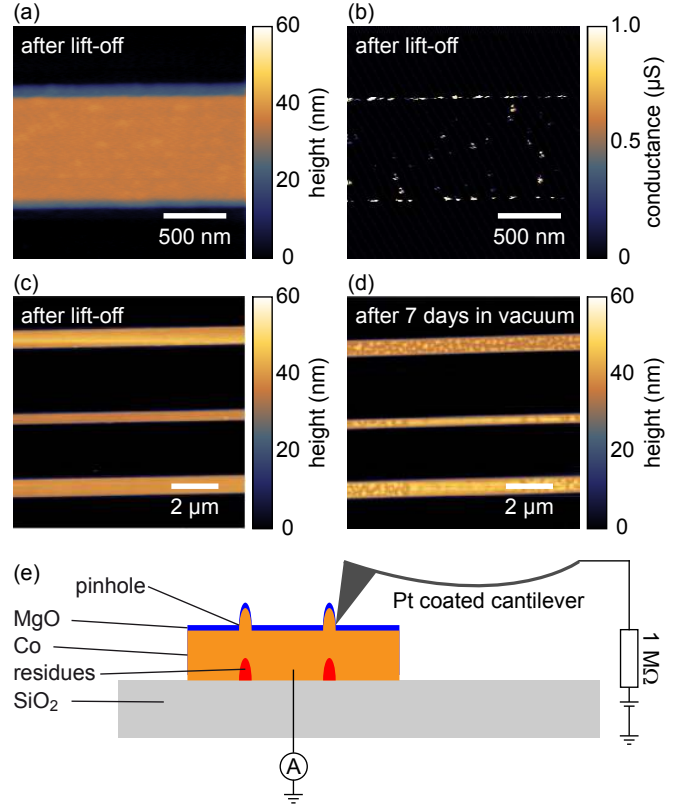 (a)
after lift-off
60
40
20
0
height (nm)
500 nm
(b)
after lift-off
1.0
0.5
0
conductance (µS)
500 nm
(c)
after lift-off
60
40
20
0
height (nm)
2 µm
(d)
after 7 days in vacuum
60
40
20
0
height (nm)
2 µm
(e)
pinhole
MgO
Co
residues
SiO₂
Pt coated cantilever
1 MΩ
A